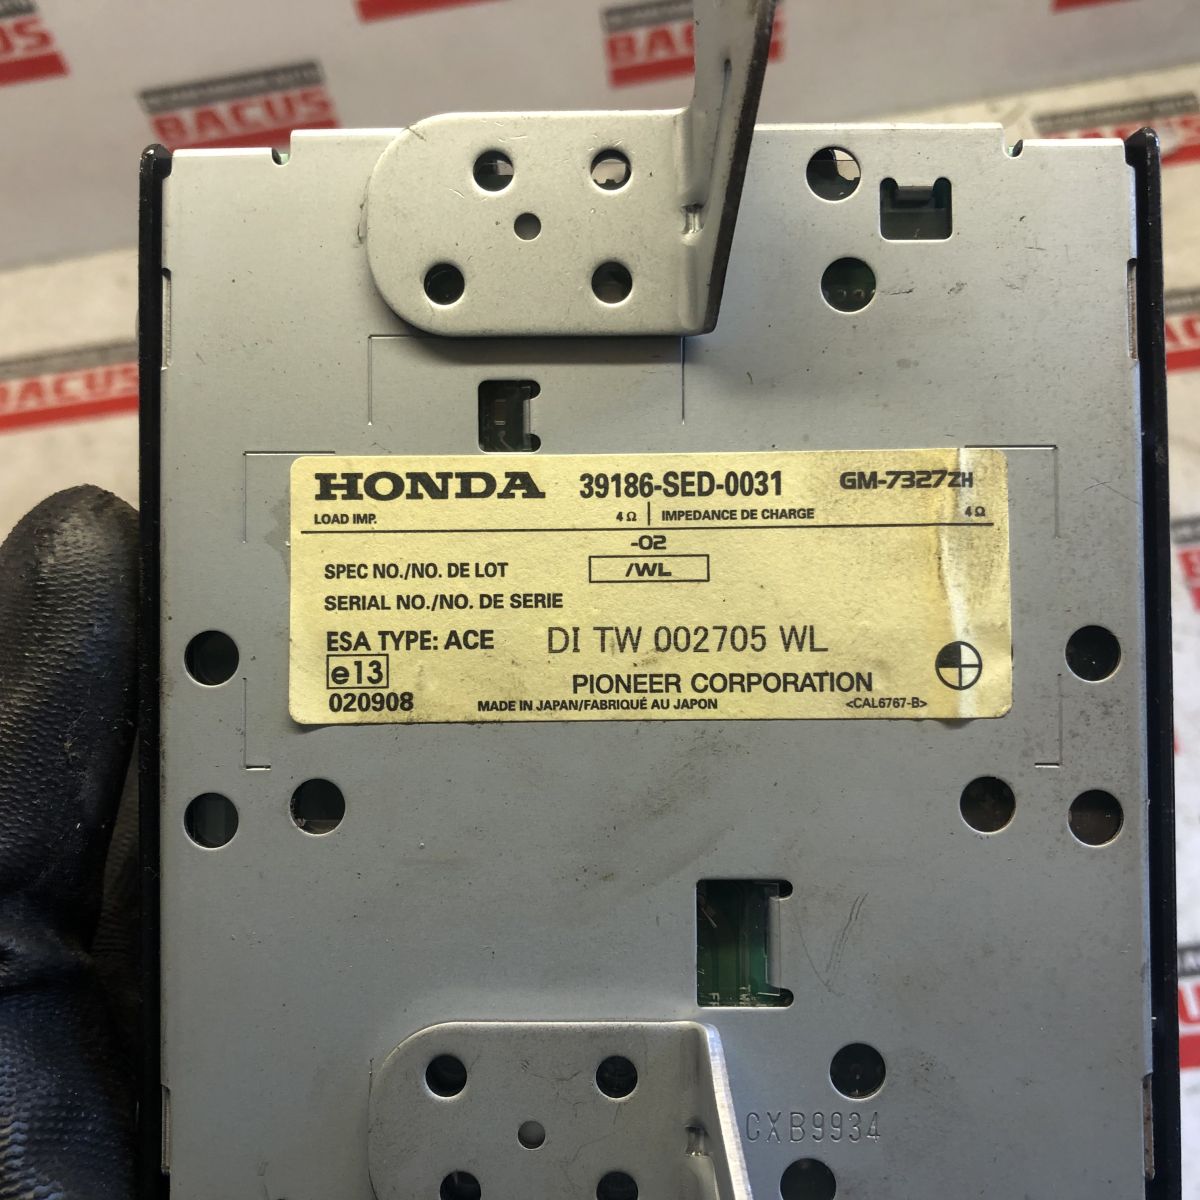 BACUS
BACUS
BACUS
BACUS
HONDA 39186-SED-0031 GM-7327ZH
LOAD IMP. 4Ω IMPEDANCE DE CHARGE 4Ω
-02
SPEC NO./NO. DE LOT /WL
SERIAL NO./NO. DE SERIE
ESA TYPE: ACE DI TW 002705 WL
e13
020908
PIONEER CORPORATION
MADE IN JAPAN/FABRIQUÉ AU JAPON <CAL6767-B>
CXB9934